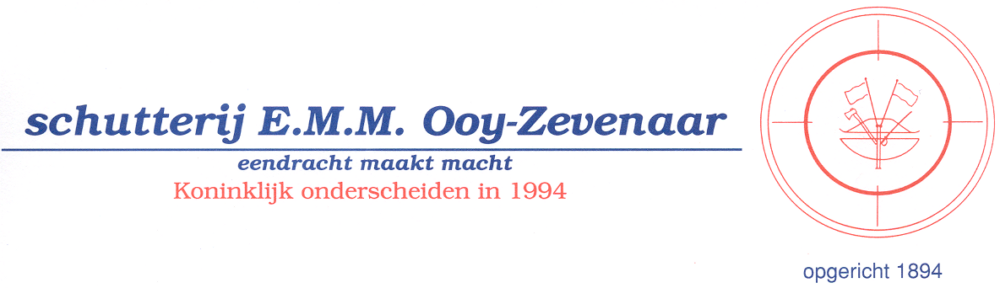 schutterij E.M.M. Ooy-Zevenaar
eendracht maakt macht
Koninklijk onderscheiden in 1994
opgericht 1894